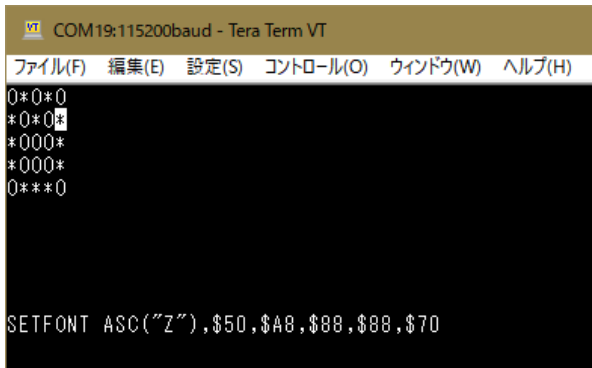 COM19:115200baud - Tera Term VT
ファイル(F) 編集(E) 設定(S) コントロール(O) ウィンドウ(W) ヘルプ(H)
0*0*0
*0*0*
*000*
*000*
0***0
SETFONT ASC("Z"),$50,$A8,$88,$88,$70